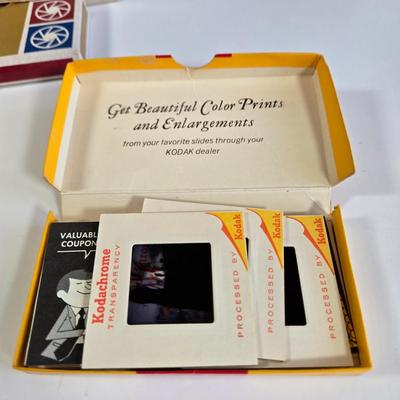 Get Beautiful Color Prints
and Enlargements
from your favorite slides through your
KODAK dealer
VALUABLE
COUPON
Kodachrome
TRANSPARENCY
PROCESSED BY
Kodak
PROCESSED BY
Kodak
PROCESSED BY
Kodak